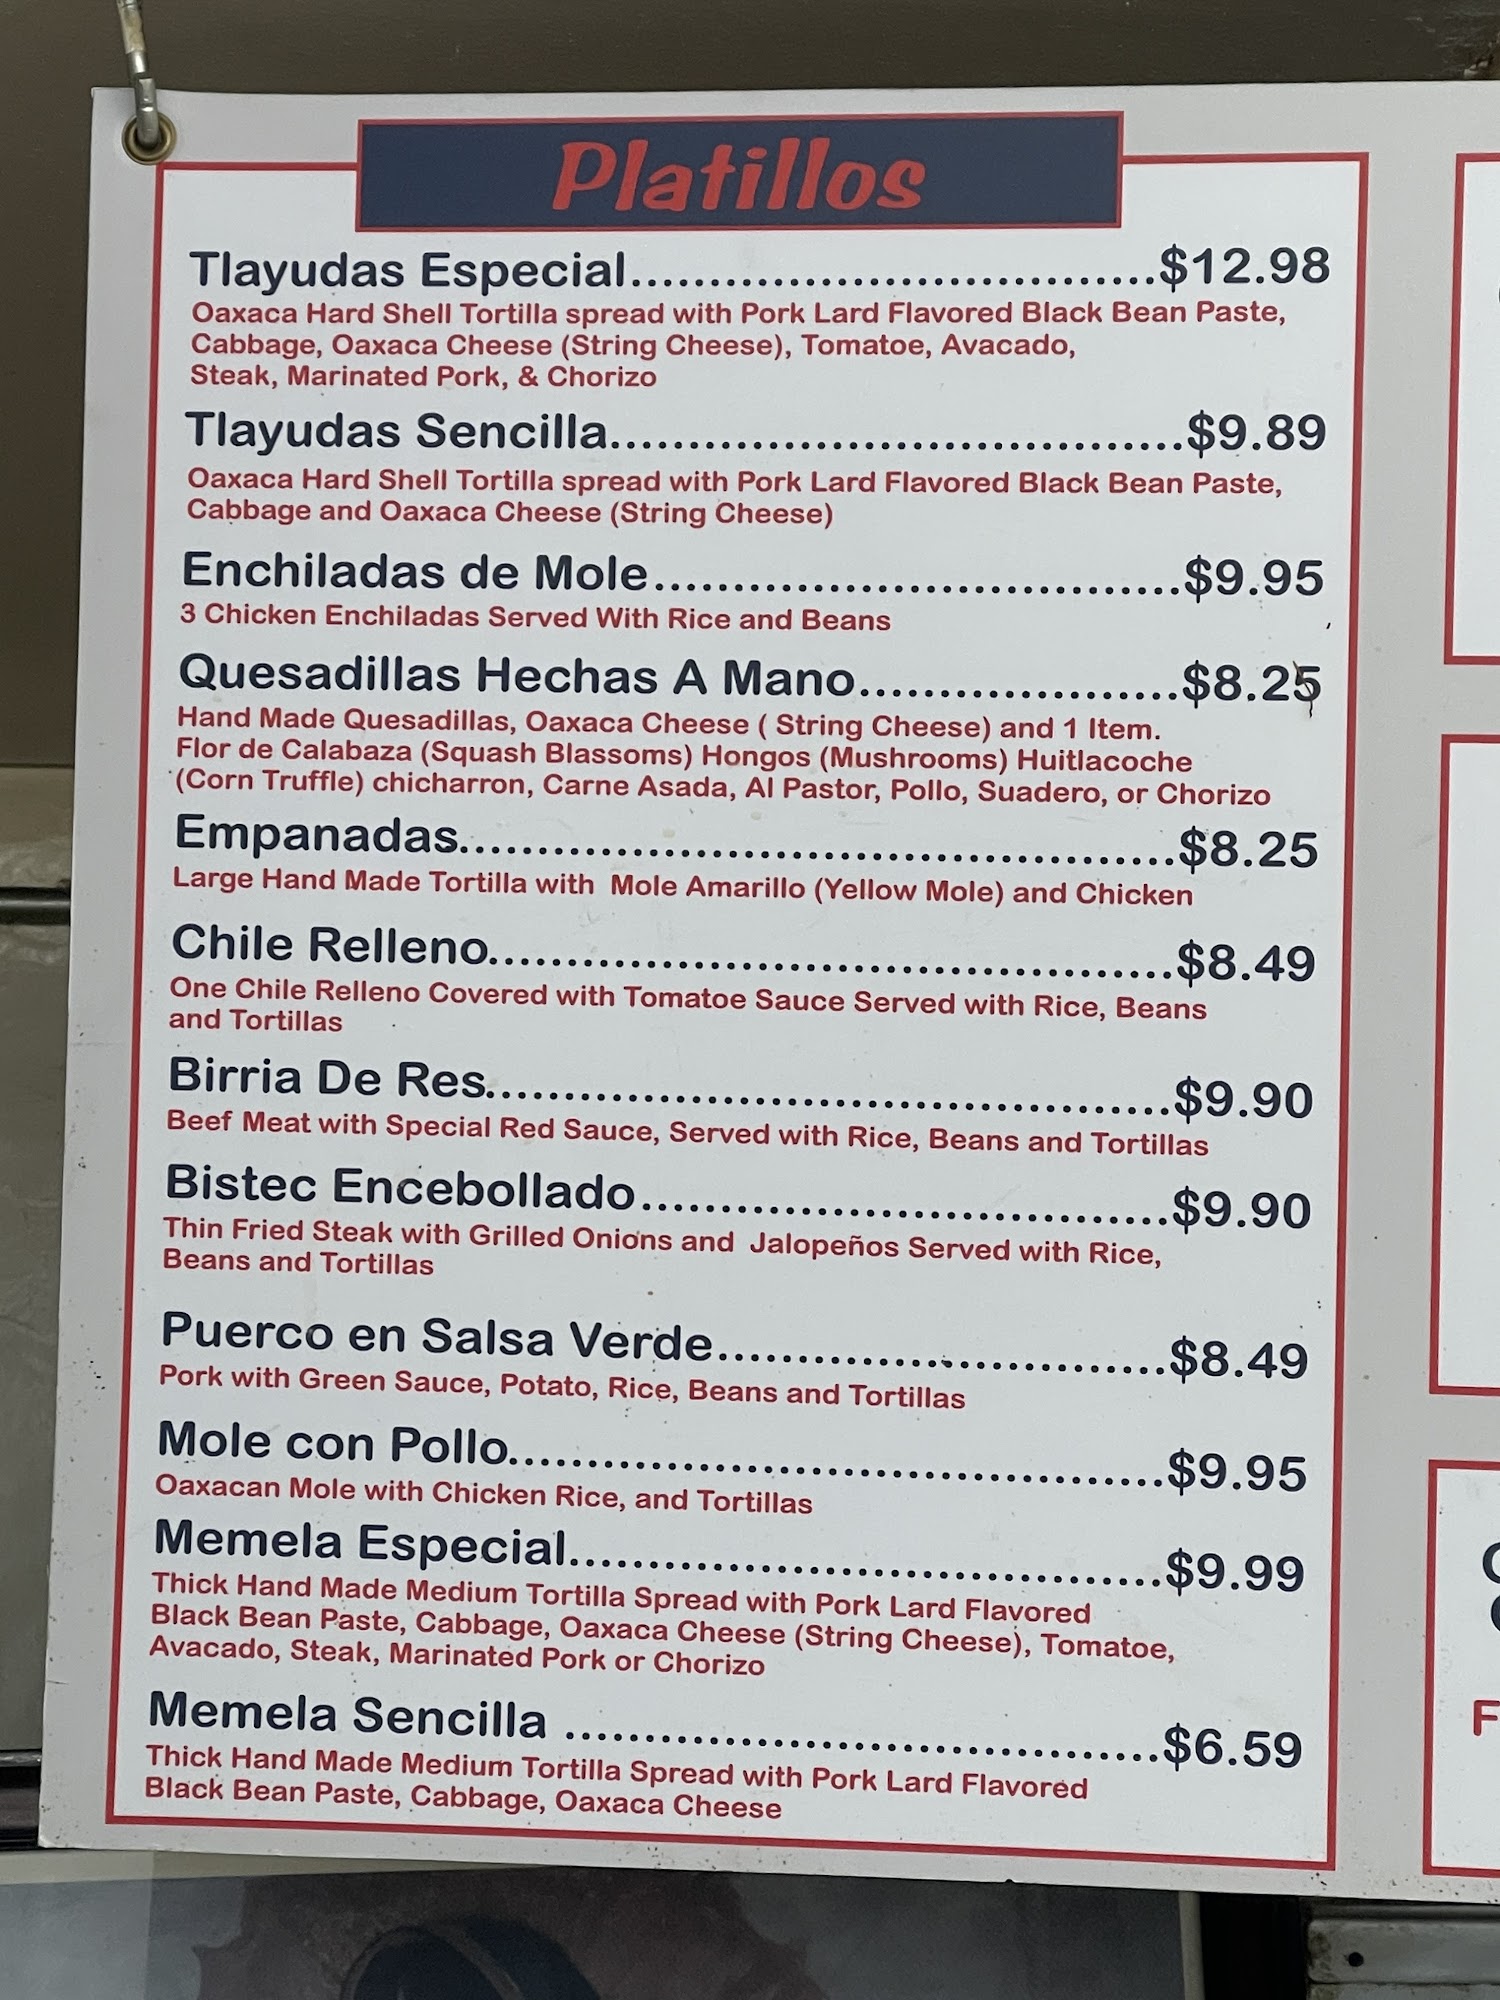 Platillos
Tlayudas Especial.................................$12.98
Oaxaca Hard Shell Tortilla spread with Pork Lard Flavored Black Bean Paste,
Cabbage, Oaxaca Cheese (String Cheese), Tomatoe, Avacado,
Steak, Marinated Pork, & Chorizo
Tlayudas Sencilla....................................$9.89
Oaxaca Hard Shell Tortilla spread with Pork Lard Flavored Black Bean Paste,
Cabbage and Oaxaca Cheese (String Cheese)
Enchiladas de Mole.................................$9.95
3 Chicken Enchiladas Served With Rice and Beans
Quesadillas Hechas A Mano....................$8.25
Hand Made Quesadillas, Oaxaca Cheese ( String Cheese) and 1 Item.
Flor de Calabaza (Squash Blassoms) Hongos (Mushrooms) Huitlacoche
(Corn Truffle) chicharron, Carne Asada, Al Pastor, Pollo, Suadero, or Chorizo
Empanadas.............................................$8.25
Large Hand Made Tortilla with Mole Amarillo (Yellow Mole) and Chicken
Chile Relleno...........................................$8.49
One Chile Relleno Covered with Tomatoe Sauce Served with Rice, Beans
and Tortillas
Birria De Res...........................................$9.90
Beef Meat with Special Red Sauce, Served with Rice, Beans and Tortillas
Bistec Encebollado.................................$9.90
Thin Fried Steak with Grilled Onions and Jalopeños Served with Rice,
Beans and Tortillas
Puerco en Salsa Verde............................$8.49
Pork with Green Sauce, Potato, Rice, Beans and Tortillas
Mole con Pollo.........................................$9.95
Oaxacan Mole with Chicken Rice, and Tortillas
Memela Especial.....................................$9.99
Thick Hand Made Medium Tortilla Spread with Pork Lard Flavored
Black Bean Paste, Cabbage, Oaxaca Cheese (String Cheese), Tomatoe,
Avacado, Steak, Marinated Pork or Chorizo
Memela Sencilla .....................................$6.59
Thick Hand Made Medium Tortilla Spread with Pork Lard Flavored
Black Bean Paste, Cabbage, Oaxaca Cheese
F